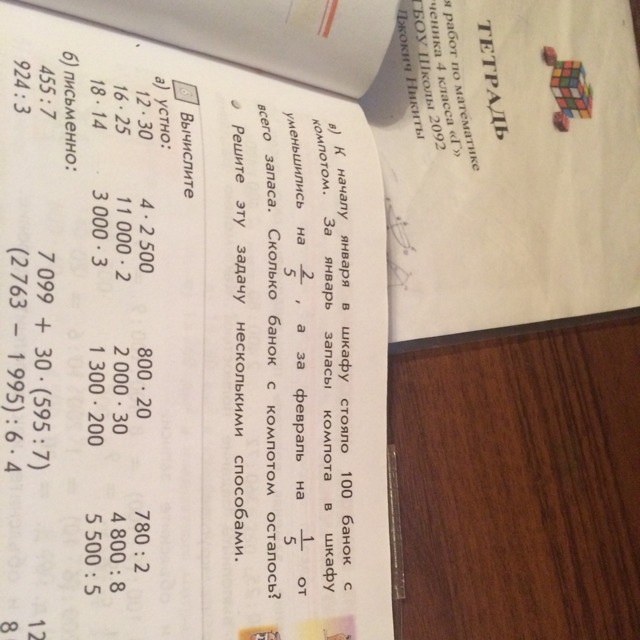 ТЕТРАДЬ
я работ по математике
ученика 4 класса «Г»
ГБОУ Школы 2092
Никиты
в) К началу января в шкафу стояло 100 банок с
компотом. За январь запасы компота в шкафу
уменьшились на 2/5, а за февраль на 1/5 от
всего запаса. Сколько банок с компотом осталось?
Решите эту задачу несколькими способами.
6 Вычислите
а) устно:
12 · 30 4 · 2 500 800 · 20 780 : 2
16 · 25 11 000 · 2 2 000 · 30 4 800 : 8
18 · 14 3 000 · 3 1 300 · 200 5 500 : 5
б) письменно:
455 : 7 7 099 + 30 · (595 : 7) 12
924 : 3 (2 763 − 1 995) : 6 · 4 8